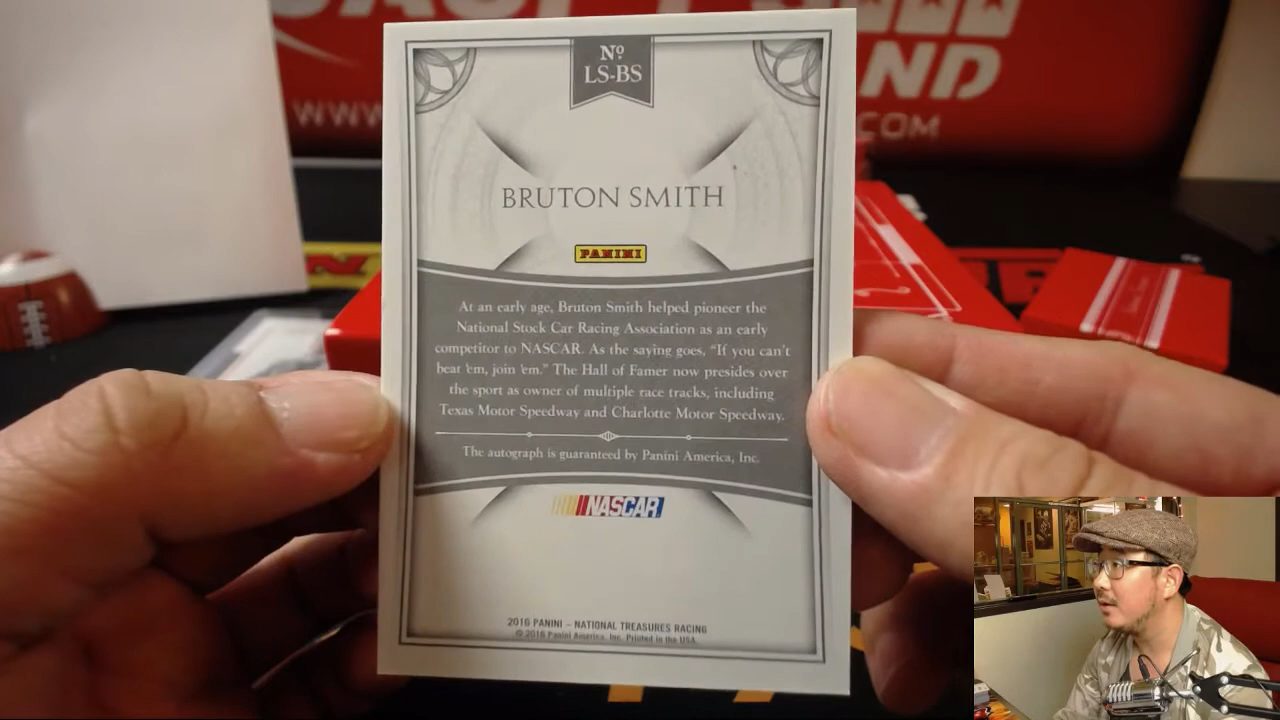 AND
WWW
.COM
Nº
LS-BS
BRUTON SMITH
PANINI
At an early age, Bruton Smith helped pioneer the
National Stock Car Racing Association as an early
competitor to NASCAR. As the saying goes, “If you can't
beat 'em, join 'em.” The Hall of Famer now presides over
the sport as owner of multiple race tracks, including
Texas Motor Speedway and Charlotte Motor Speedway.
The autograph is guaranteed by Panini America, Inc.
NASCAR
2016 PANINI – NATIONAL TREASURES RACING
© 2016 Panini America, Inc. Printed in the USA.